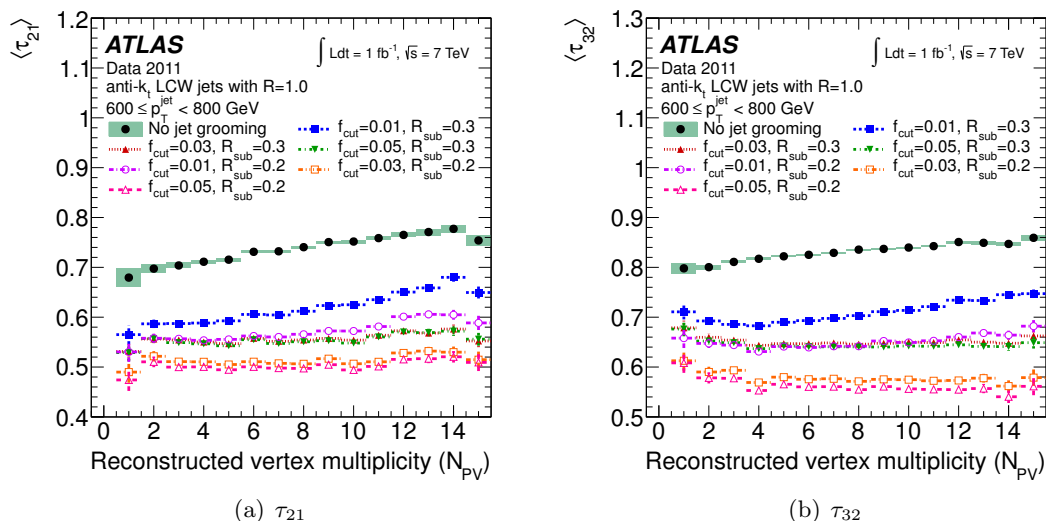 ⟨τ21⟩
1.2
1.1
1
0.9
0.8
0.7
0.6
0.5
0.4
ATLAS
∫ Ldt = 1 fb⁻¹, √s = 7 TeV
Data 2011
anti-kt LCW jets with R=1.0
600 ≤ pTjet < 800 GeV
No jet grooming
fcut=0.01, Rsub=0.3
fcut=0.03, Rsub=0.3
fcut=0.05, Rsub=0.3
fcut=0.01, Rsub=0.2
fcut=0.03, Rsub=0.2
fcut=0.05, Rsub=0.2
0 2 4 6 8 10 12 14
Reconstructed vertex multiplicity (NPV)
(a) τ21
⟨τ32⟩
1.3
1.2
1.1
1
0.9
0.8
0.7
0.6
0.5
ATLAS
∫ Ldt = 1 fb⁻¹, √s = 7 TeV
Data 2011
anti-kt LCW jets with R=1.0
600 ≤ pTjet < 800 GeV
No jet grooming
fcut=0.01, Rsub=0.3
fcut=0.03, Rsub=0.3
fcut=0.05, Rsub=0.3
fcut=0.01, Rsub=0.2
fcut=0.03, Rsub=0.2
fcut=0.05, Rsub=0.2
0 2 4 6 8 10 12 14
Reconstructed vertex multiplicity (NPV)
(b) τ32